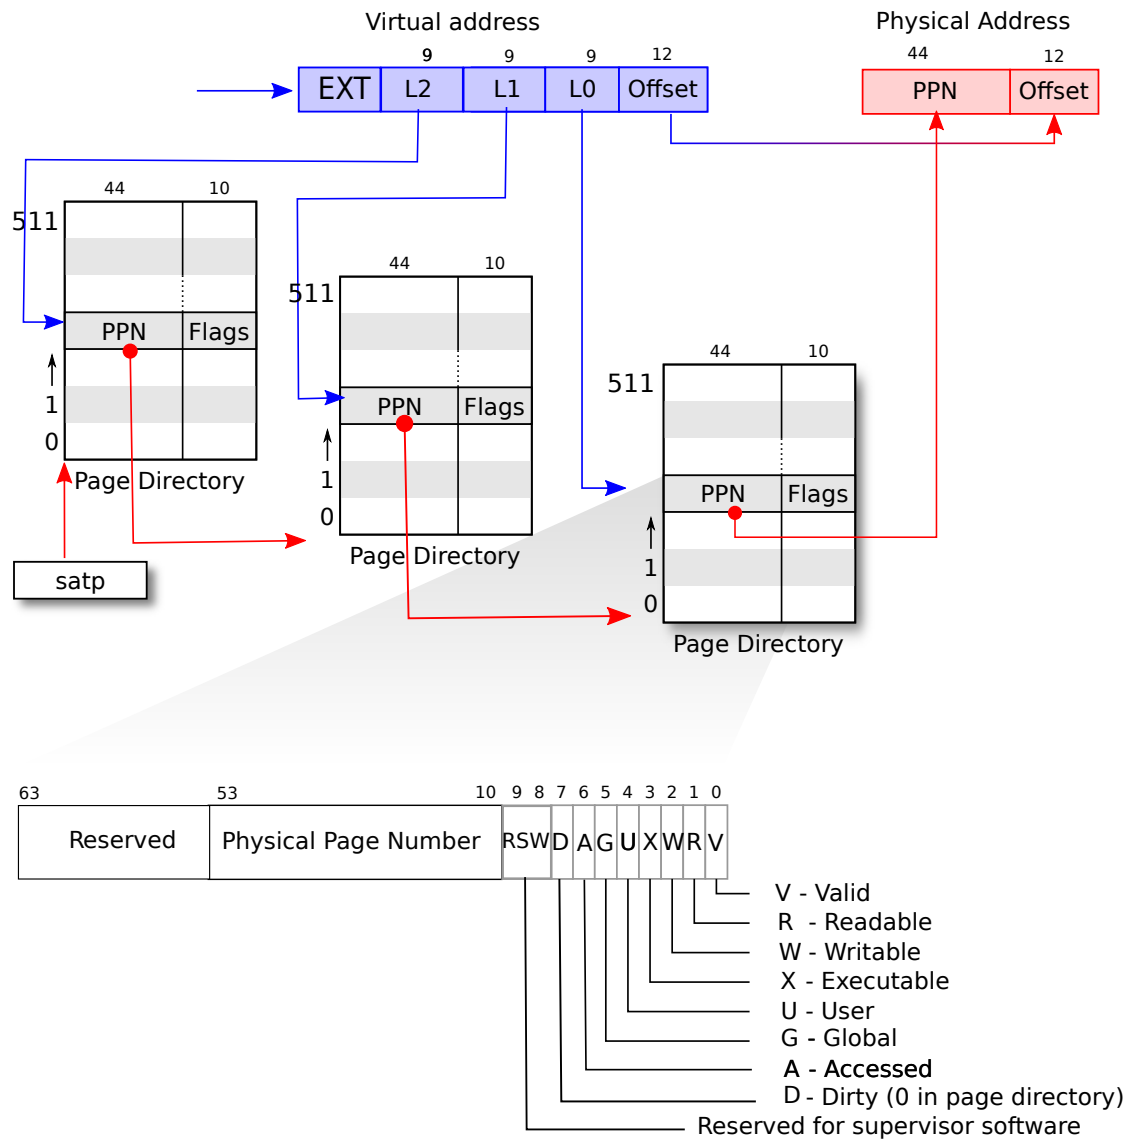 Virtual address
Physical Address
9 9 9 12
44 12
EXT L2 L1 L0 Offset
PPN Offset
44 10
511
PPN Flags
1
0
Page Directory
satp
44 10
511
PPN Flags
1
0
Page Directory
44 10
511
PPN Flags
1
0
Page Directory
63 53 10 9 8 7 6 5 4 3 2 1 0
Reserved Physical Page Number RSW D A G U X W R V
V - Valid
R - Readable
W - Writable
X - Executable
U - User
G - Global
A - Accessed
D - Dirty (0 in page directory)
Reserved for supervisor software